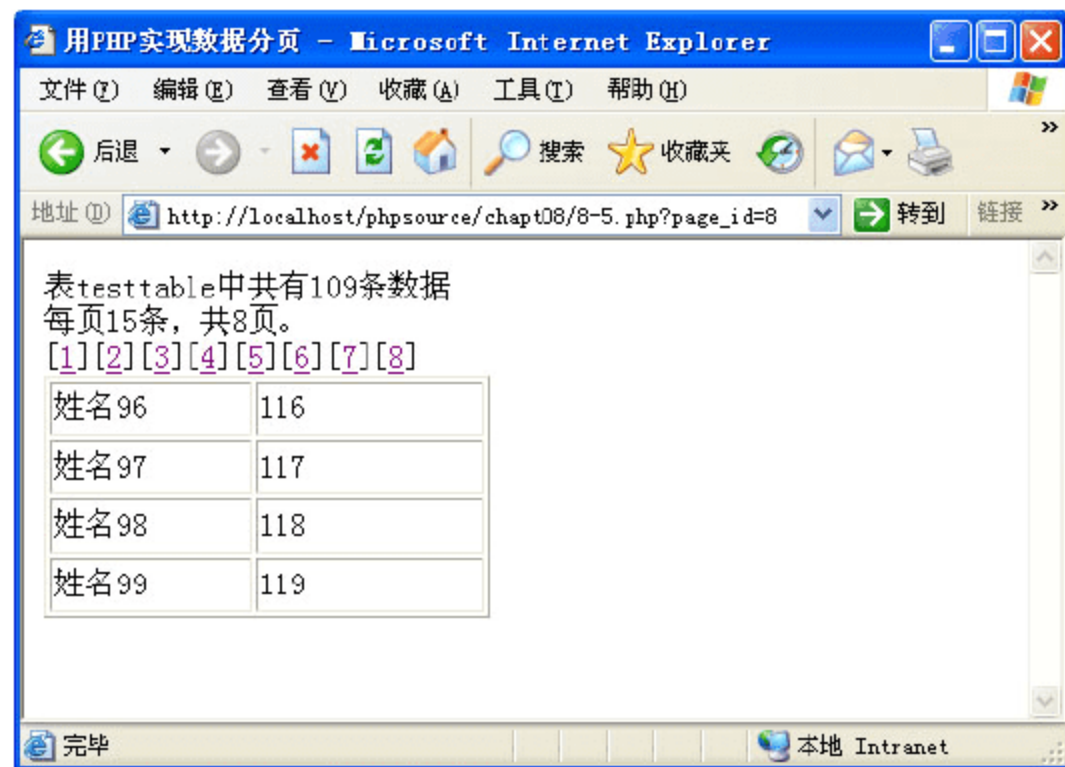 用PHP实现数据分页 - Microsoft Internet Explorer
文件(F) 编辑(E) 查看(V) 收藏(A) 工具(T) 帮助(H)
后退 搜索 收藏夹 »
地址(D) http://localhost/phpsource/chapt08/8-5.php?page_id=8 转到 链接 »
表testtable中共有109条数据
每页15条，共8页。
[1][2][3][4][5][6][7][8]
姓名96 116
姓名97 117
姓名98 118
姓名99 119
完毕 本地 Intranet